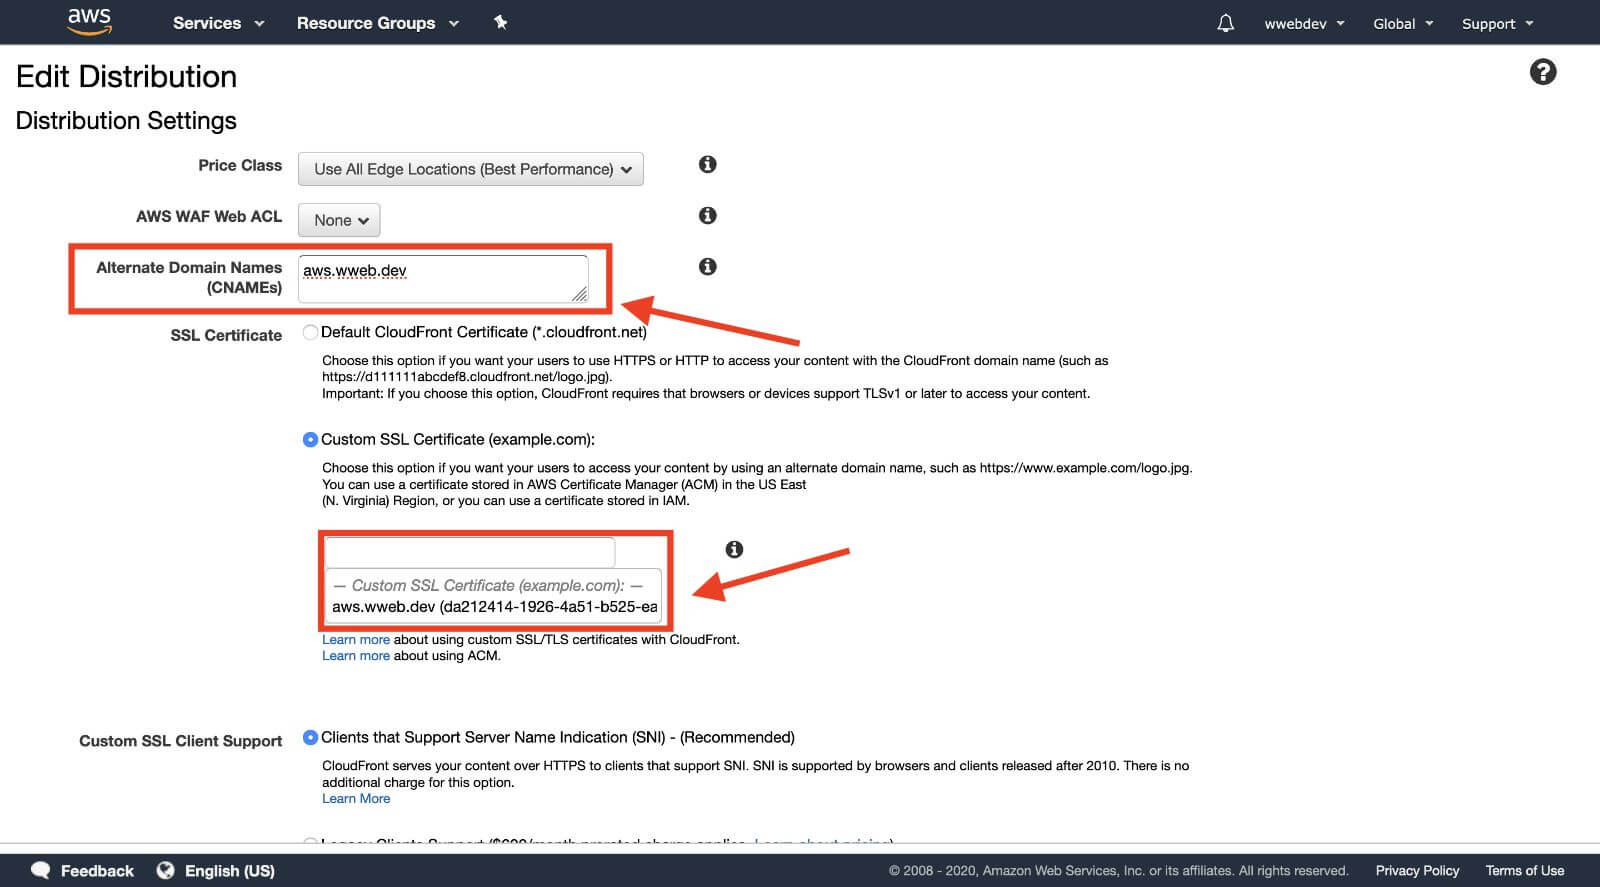 aws Services Resource Groups wwebdev Global Support
Edit Distribution
Distribution Settings
Price Class Use All Edge Locations (Best Performance)
AWS WAF Web ACL None
Alternate Domain Names
(CNAMEs)
aws.wweb.dev
SSL Certificate Default CloudFront Certificate (*.cloudfront.net)
Choose this option if you want your users to use HTTPS or HTTP to access your content with the CloudFront domain name (such as
https://d111111abcdef8.cloudfront.net/logo.jpg).
Important: If you choose this option, CloudFront requires that browsers or devices support TLSv1 or later to access your content.
Custom SSL Certificate (example.com):
Choose this option if you want your users to access your content by using an alternate domain name, such as https://www.example.com/logo.jpg.
You can use a certificate stored in AWS Certificate Manager (ACM) in the US East
(N. Virginia) Region, or you can use a certificate stored in IAM.
— Custom SSL Certificate (example.com): —
aws.wweb.dev (da212414-1926-4a51-b525-ea
Learn more about using custom SSL/TLS certificates with CloudFront.
Learn more about using ACM.
Custom SSL Client Support Clients that Support Server Name Indication (SNI) - (Recommended)
CloudFront serves your content over HTTPS to clients that support SNI. SNI is supported by browsers and clients released after 2010. There is no
additional charge for this option.
Learn More
Legacy Clients Support ($600/month prorated charge applies. Learn about pricing)
Feedback English (US) © 2008 - 2020, Amazon Web Services, Inc. or its affiliates. All rights reserved. Privacy Policy Terms of Use